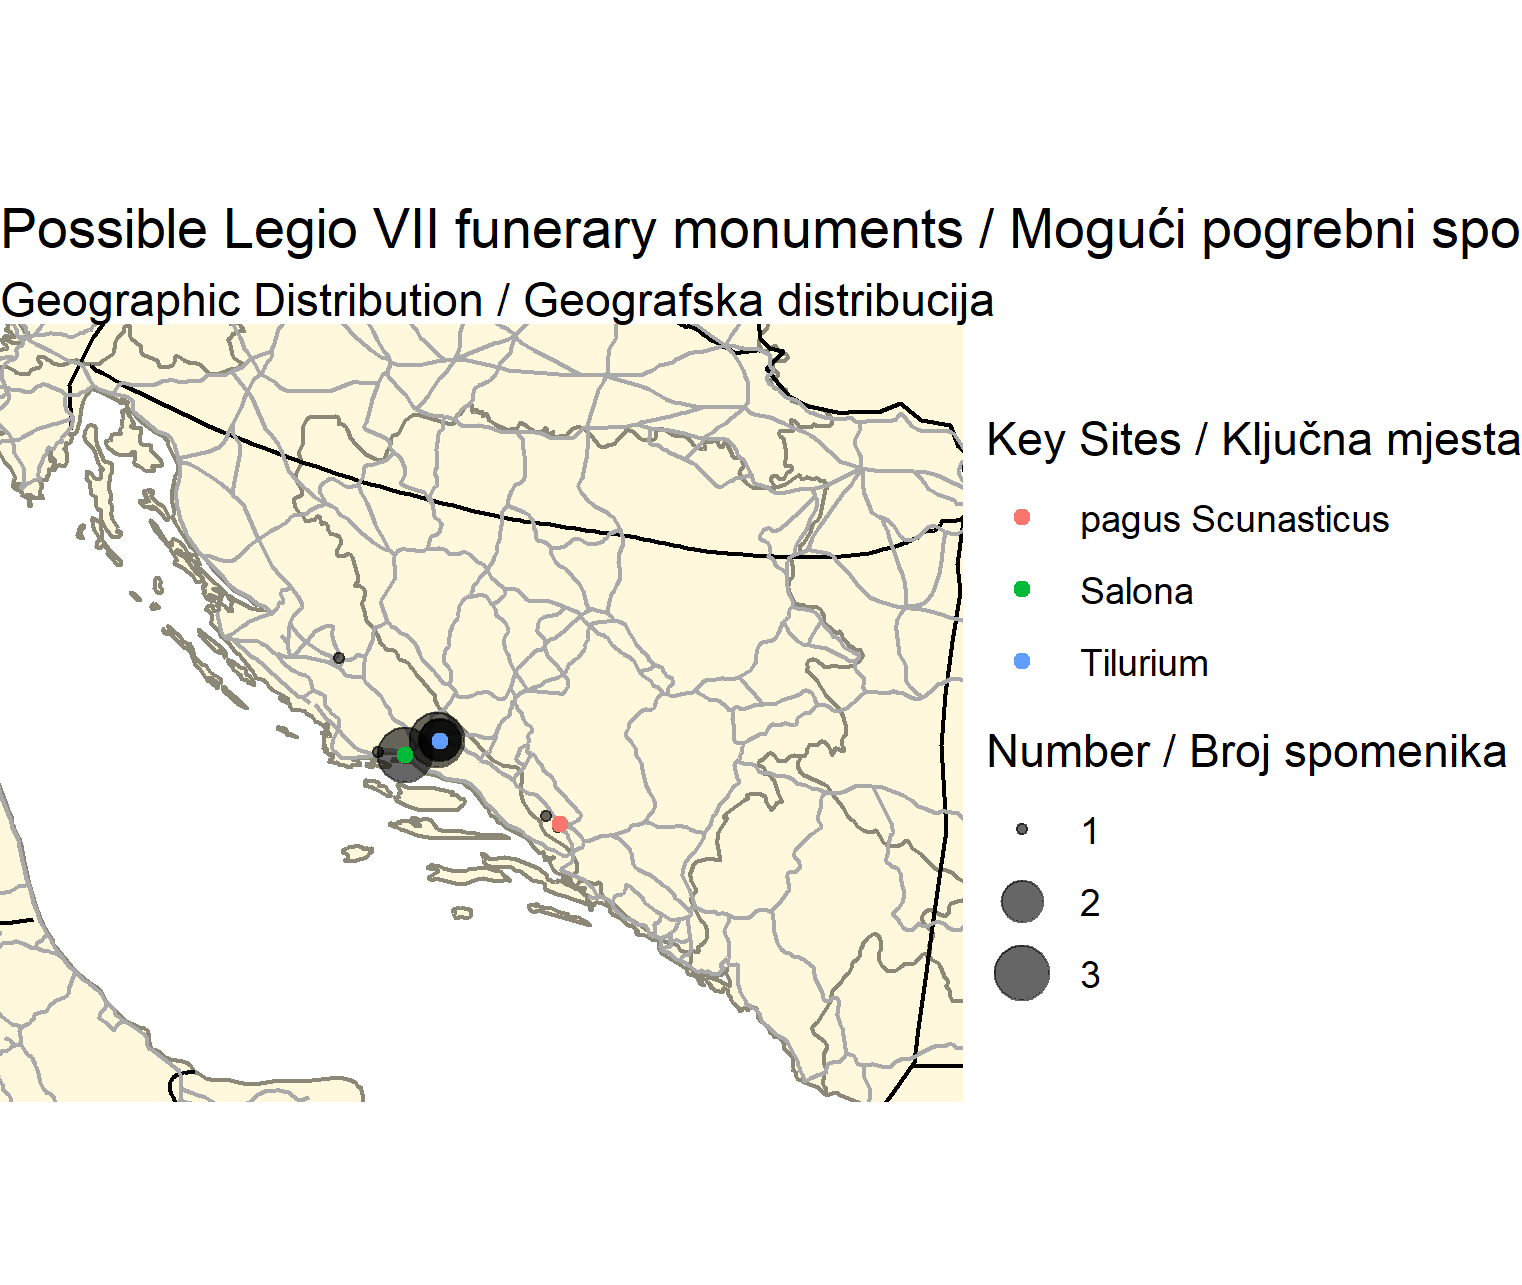 Possible Legio VII funerary monuments / Mogući pogrebni spo
Geographic Distribution / Geografska distribucija
Key Sites / Ključna mjesta
pagus Scunasticus
Salona
Tilurium
Number / Broj spomenika
1
2
3